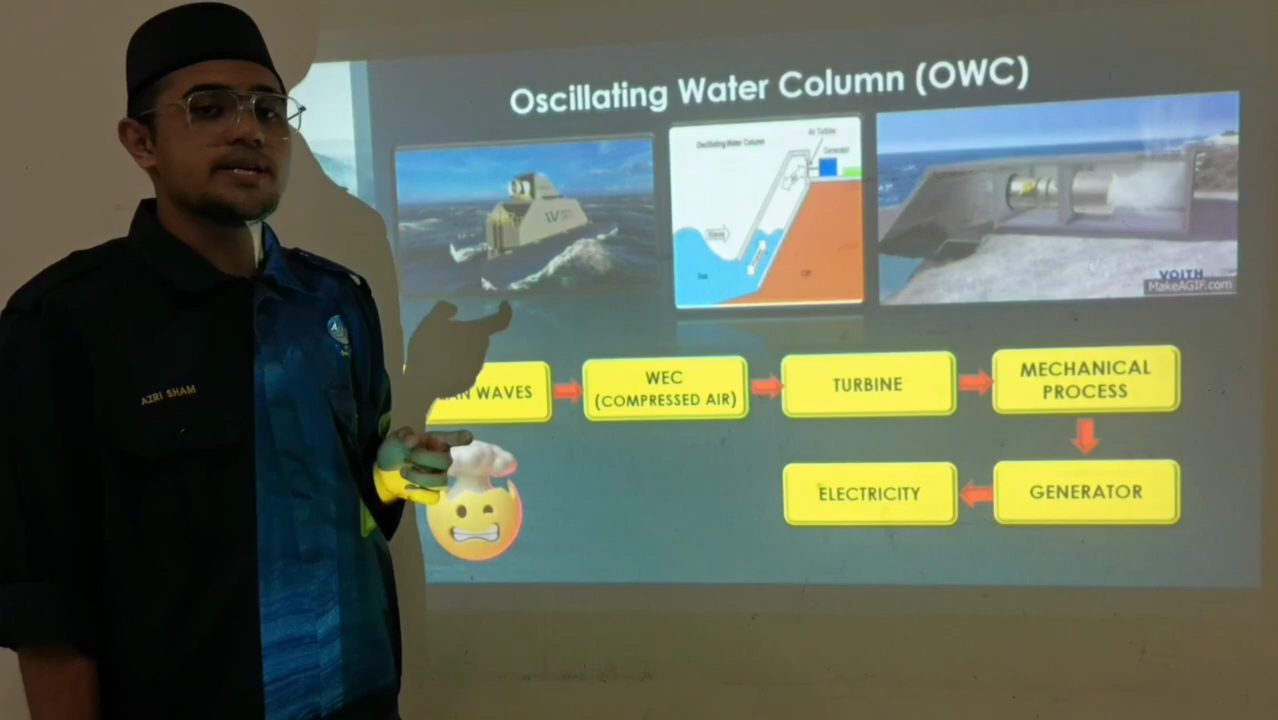 Oscillating Water Column (OWC)
Oscillating Water Column
Air Turbine
Generator
VOITH
MakeAGIF.com
WAVES
WEC
(COMPRESSED AIR)
TURBINE
MECHANICAL
PROCESS
AZRI SHAM
ELECTRICITY
GENERATOR